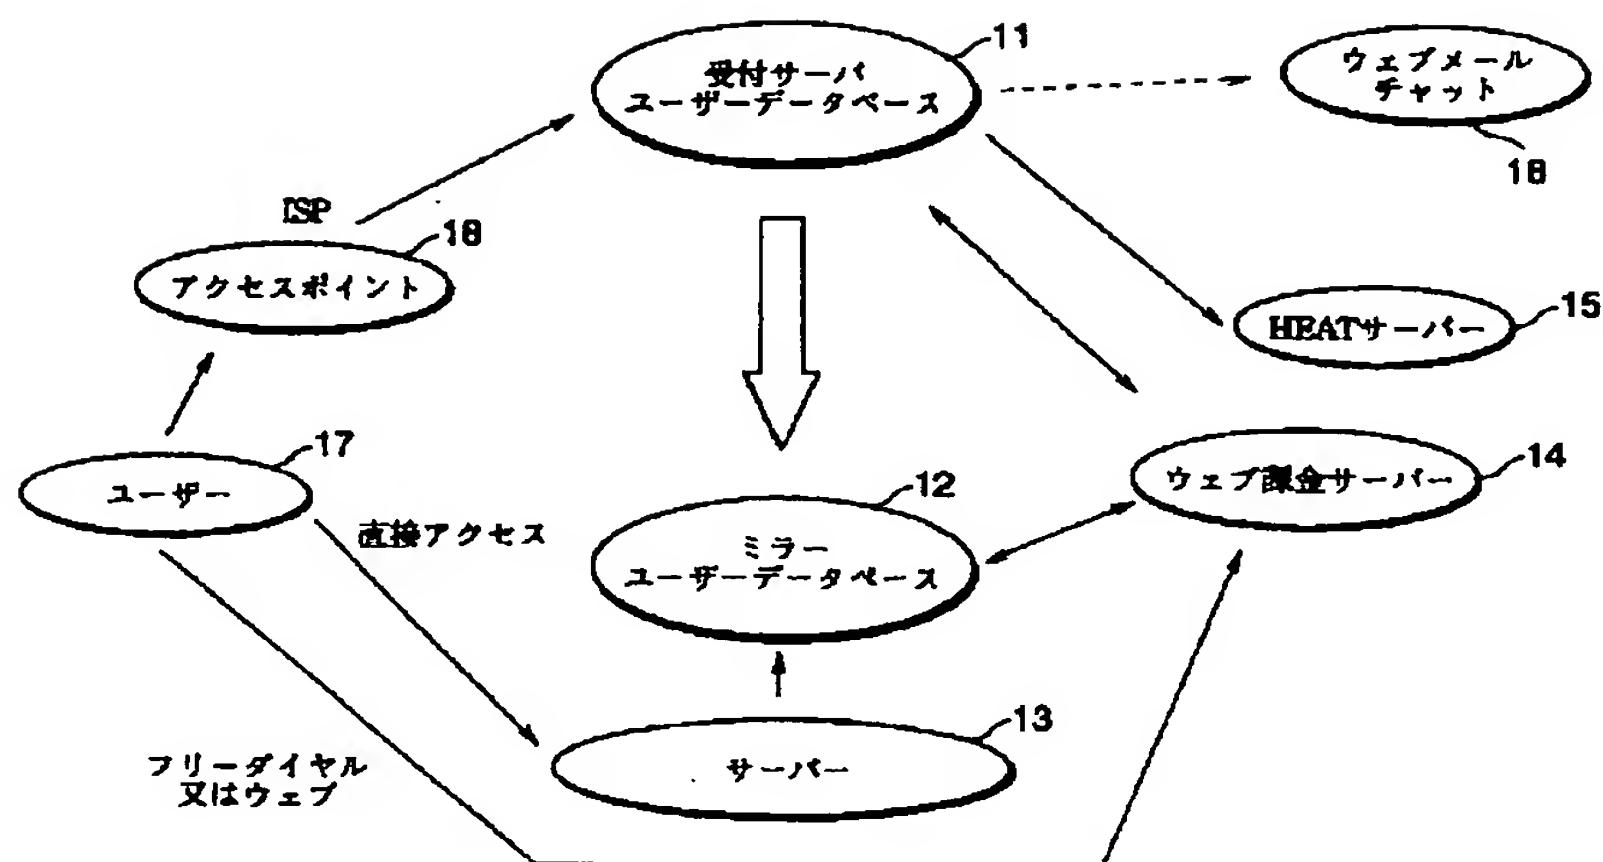 11
受付サーバ
ユーザーデータベース
ウェブメール
チャット
18
ISP
18
アクセスポイント
15
HEATサーバー
17
ユーザー
14
ウェブ課金サーバー
直接アクセス
12
ミラー
ユーザーデータベース
13
サーバー
フリーダイヤル
又はウェブ